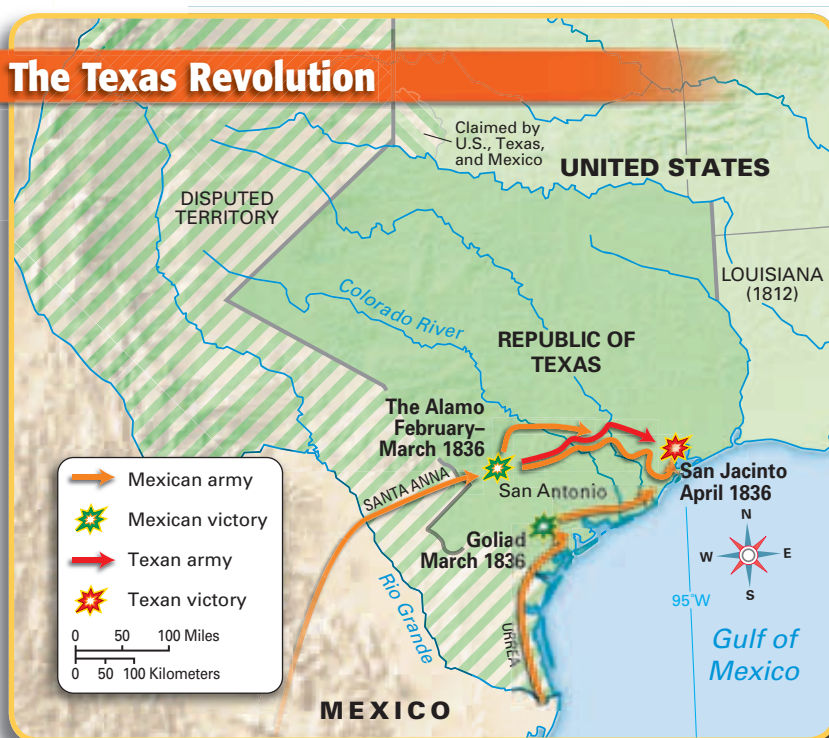 The Texas Revolution
Claimed by
U.S., Texas,
and Mexico
UNITED STATES
DISPUTED
TERRITORY
LOUISIANA
(1812)
Colorado River
REPUBLIC OF
TEXAS
The Alamo
February–
March 1836
SANTA ANNA
San Antonio
San Jacinto
April 1836
Goliad
March 1836
N
W
E
S
95°W
Rio Grande
URREA
Gulf of
Mexico
MEXICO
Mexican army
Mexican victory
Texan army
Texan victory
0 50 100 Miles
0 50 100 Kilometers